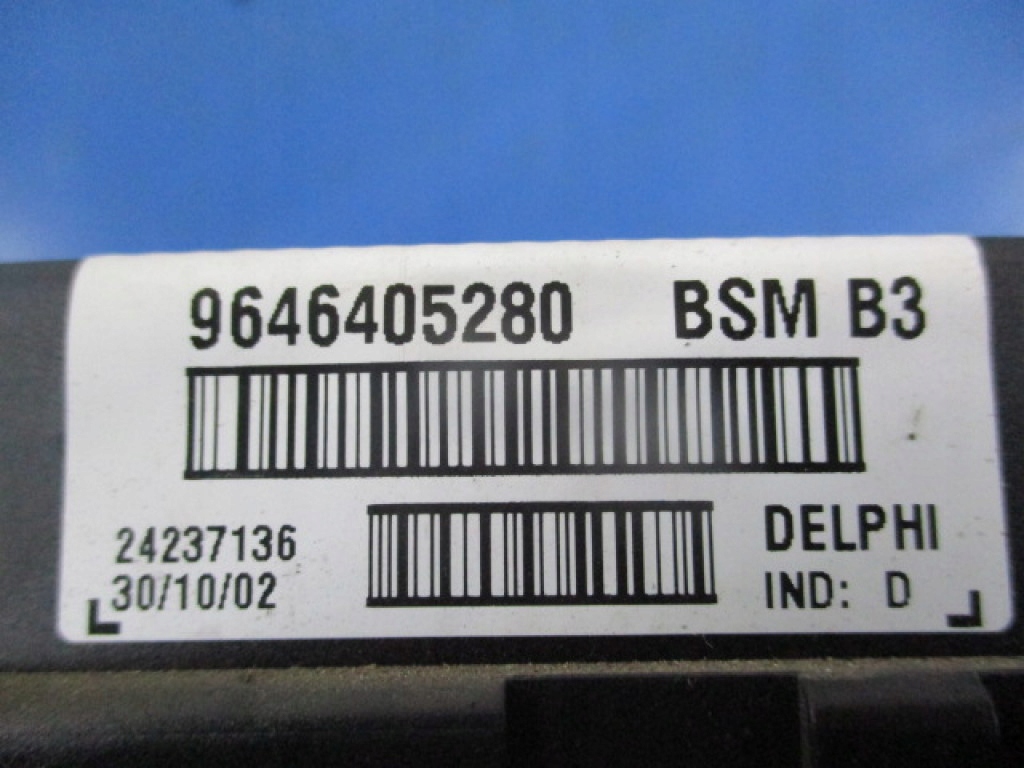 9646405280 BSM B3
24237136 DELPHI
30/10/02 IND: D